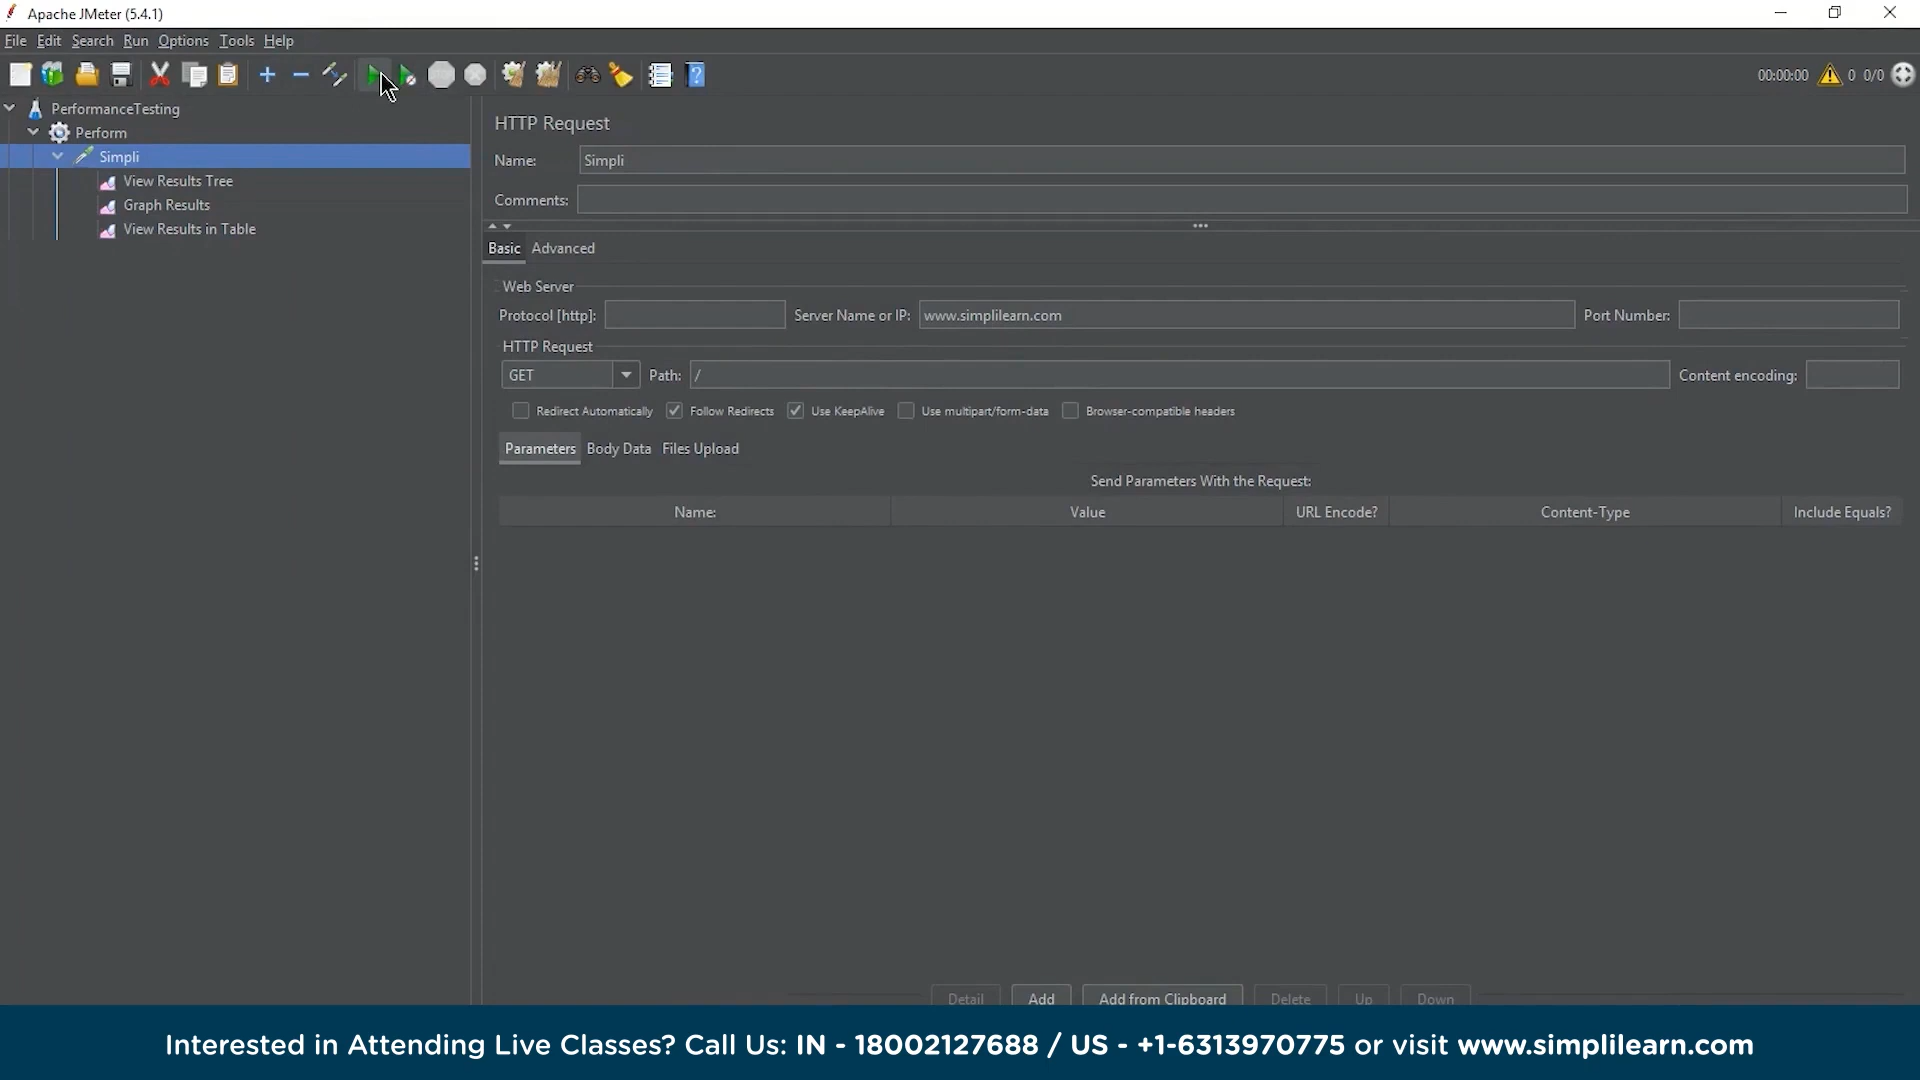 Apache JMeter (5.4.1)
File Edit Search Run Options Tools Help
00:00:00 0 0/0
PerformanceTesting
Perform
Simpli
View Results Tree
Graph Results
View Results in Table
HTTP Request
Name: Simpli
Comments:
Basic Advanced
Web Server
Protocol [http]: Server Name or IP: www.simplilearn.com Port Number:
HTTP Request
GET Path: / Content encoding:
Redirect Automatically Follow Redirects Use KeepAlive Use multipart/form-data Browser-compatible headers
Parameters Body Data Files Upload
Send Parameters With the Request:
Name: Value URL Encode? Content-Type Include Equals?
Detail Add Add from Clipboard Delete Up Down
Interested in Attending Live Classes? Call Us: IN - 18002127688 / US - +1-6313970775 or visit www.simplilearn.com